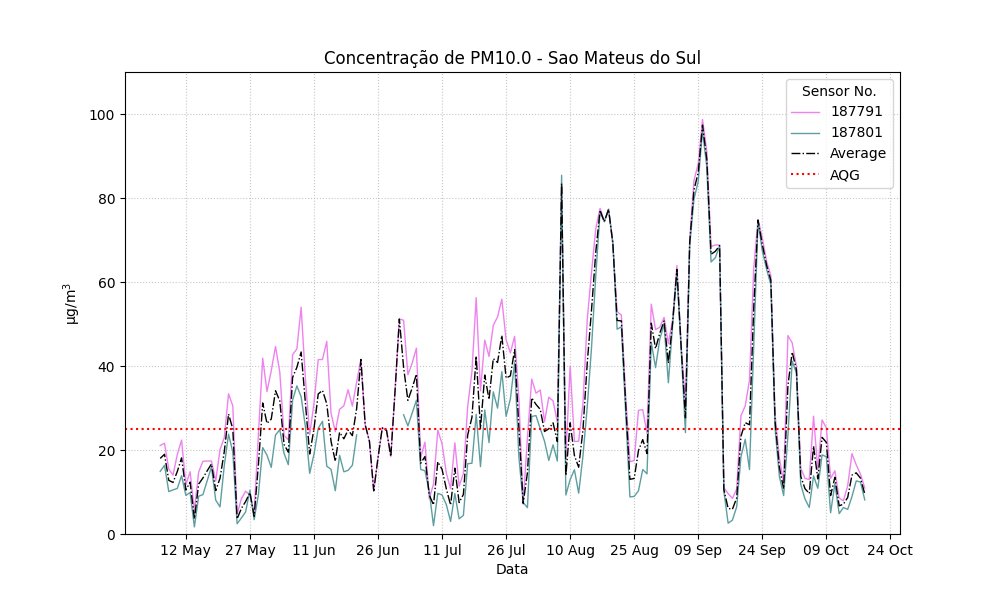 Concentração de PM10.0 - Sao Mateus do Sul
Sensor No.
187791
187801
Average
AQG
µg/m³
100
80
60
40
20
0
12 May 27 May 11 Jun 26 Jun 11 Jul 26 Jul 10 Aug 25 Aug 09 Sep 24 Sep 09 Oct 24 Oct
Data